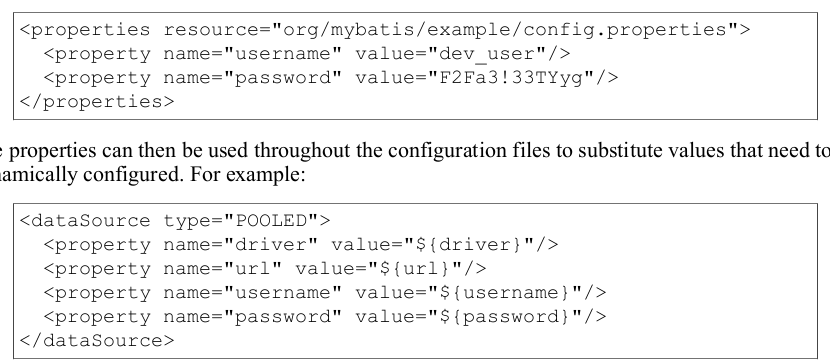 <properties resource="org/mybatis/example/config.properties">
  <property name="username" value="dev_user"/>
  <property name="password" value="F2Fa3!33TYyg"/>
</properties>
e properties can then be used throughout the configuration files to substitute values that need to
namically configured. For example:
<dataSource type="POOLED">
  <property name="driver" value="${driver}"/>
  <property name="url" value="${url}"/>
  <property name="username" value="${username}"/>
  <property name="password" value="${password}"/>
</dataSource>